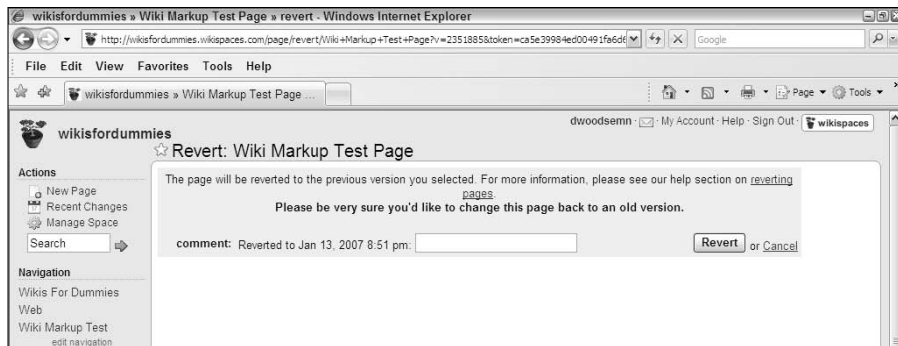 wikisfordummies » Wiki Markup Test Page » revert - Windows Internet Explorer
http://wikisfordummies.wikispaces.com/page/revert/Wiki+Markup+Test+Page?v=2351885&token=ca5e39984ed00491fa6d6
Google
File Edit View Favorites Tools Help
wikisfordummies » Wiki Markup Test Page ...
Page Tools
dwoodsemn · My Account · Help · Sign Out · wikispaces
wikisfordummies
Revert: Wiki Markup Test Page
Actions
New Page
Recent Changes
Manage Space
Search
Navigation
Wikis For Dummies
Web
Wiki Markup Test
edit navigation
The page will be reverted to the previous version you selected. For more information, please see our help section on reverting
pages.
Please be very sure you'd like to change this page back to an old version.
comment: Reverted to Jan 13, 2007 8:51 pm:
Revert or Cancel